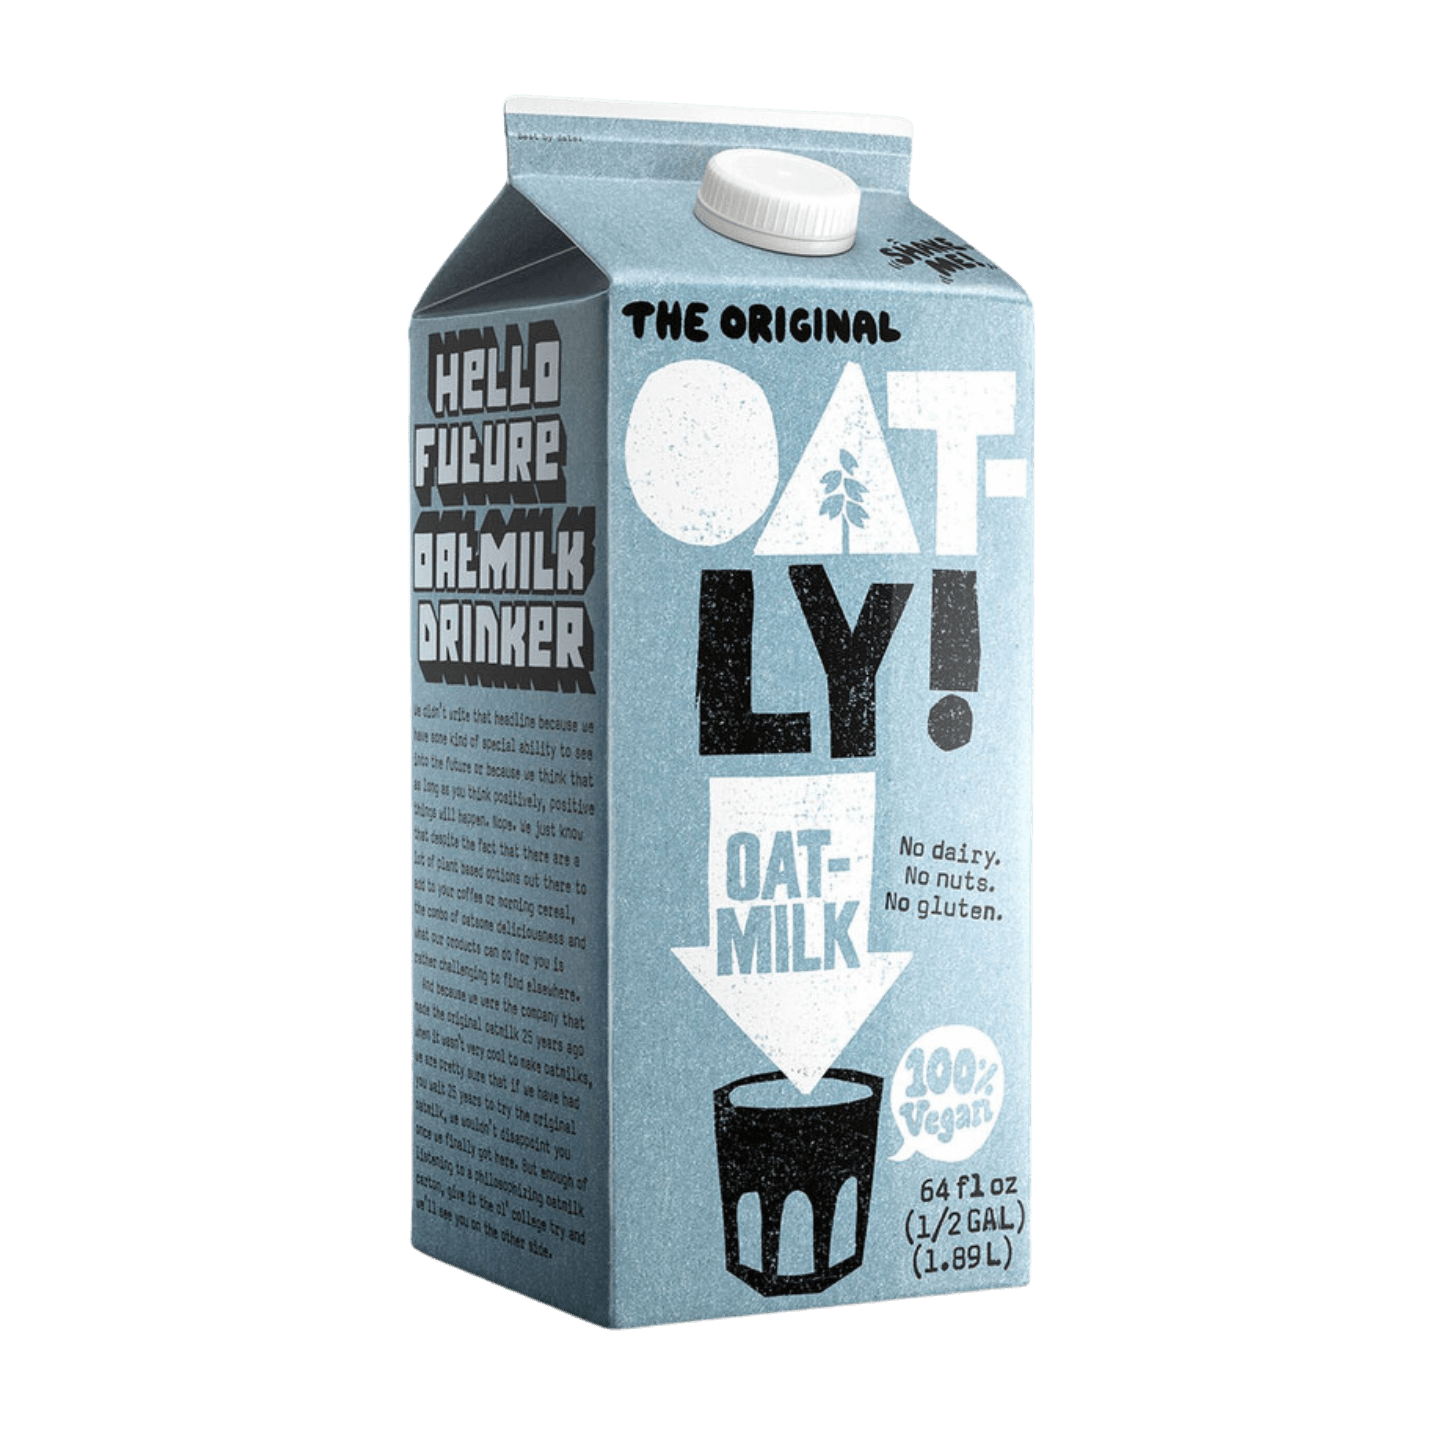 Best by date:
SHAKE
ME!
THE ORIGINAL
OAT-
LY!
OAT-
MILK
No dairy.
No nuts.
No gluten.
100%
Vegan
64 fl oz
(1/2 GAL)
(1.89 L)
HELLO
FUTURE
OATMILK
DRINKER
We didn't write that headline because we
have some kind of special ability to see
into the future or because we think that
as long as you think positively, positive
things will happen. Nope. We just know
that despite the fact that there are a
lot of plant based options out there to
add to your coffee or morning cereal,
the combo of oatsome deliciousness and
what our products can do for you is
rather challenging to find elsewhere.
And because we were the company that
made the original oatmilk 25 years ago
when it wasn't very cool to make oatmilks,
we are pretty sure that if we have had
you wait 25 years to try the original
oatmilk, we wouldn't disappoint you
once we finally got here. But enough of
listening to a philosophizing oatmilk
carton, give it the ol' college try and
we'll see you on the other side.